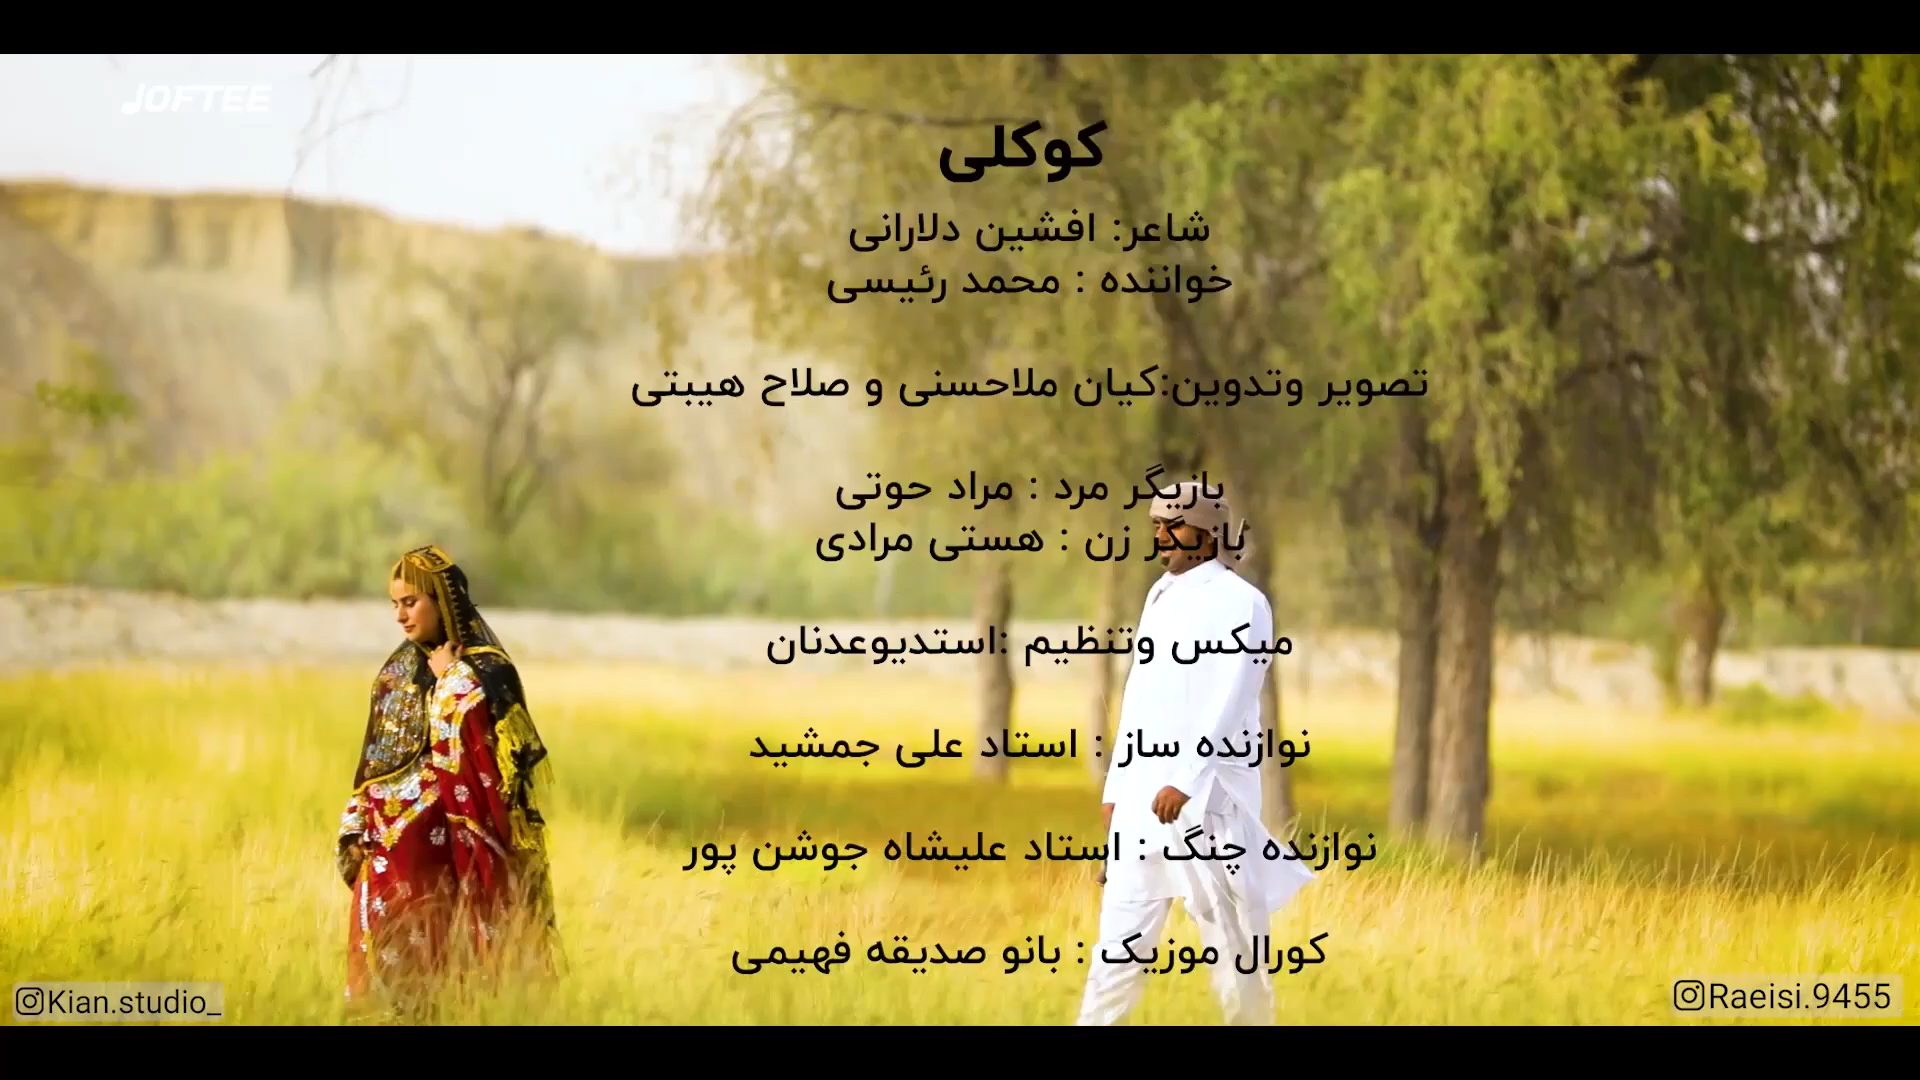 JOFTEE
کوکلی
شاعر: افشین دلارانی
خواننده : محمد رئیسی
تصویر وتدوین:کیان ملاحسنی و صلاح هیبتی
بازیگر مرد : مراد حوتی
بازیگر زن : هستی مرادی
میکس وتنظیم :استدیوعدنان
نوازنده ساز : استاد علی جمشید
نوازنده چنگ : استاد علیشاه جوشن پور
کورال موزیک : بانو صدیقه فهیمی
Kian.studio_
Raeisi.9455